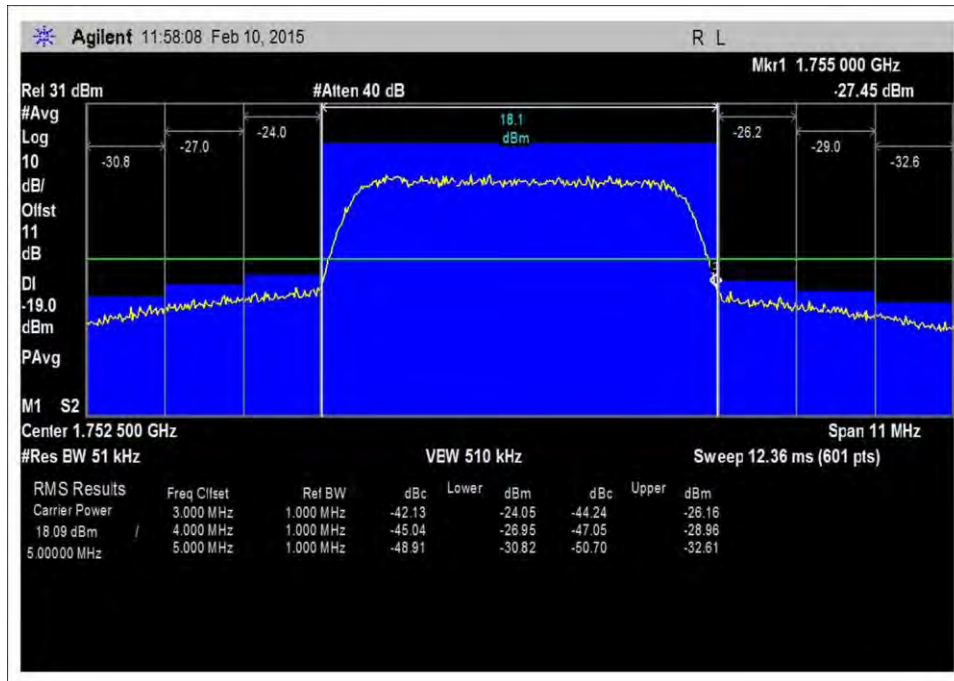 Agilent 11:58:08 Feb 10, 2015 R L
Mkr1 1.755 000 GHz
Ref 31 dBm #Atten 40 dB -27.45 dBm
#Avg
Log
10
dB/
Offst
11
dB
DI
-19.0
dBm
PAvg
M1 S2
-30.8 -27.0 -24.0 18.1 dBm -26.2 -29.0 -32.6
Center 1.752 500 GHz Span 11 MHz
#Res BW 51 kHz VBW 510 kHz Sweep 12.36 ms (601 pts)
RMS Results Freq Offset Ref BW dBc Lower dBm dBc Upper dBm
Carrier Power 3.000 MHz 1.000 MHz -42.13 -24.05 -44.24 -26.16
18.09 dBm / 4.000 MHz 1.000 MHz -45.04 -26.95 -47.05 -28.96
5.00000 MHz 5.000 MHz 1.000 MHz -48.91 -30.82 -50.70 -32.61